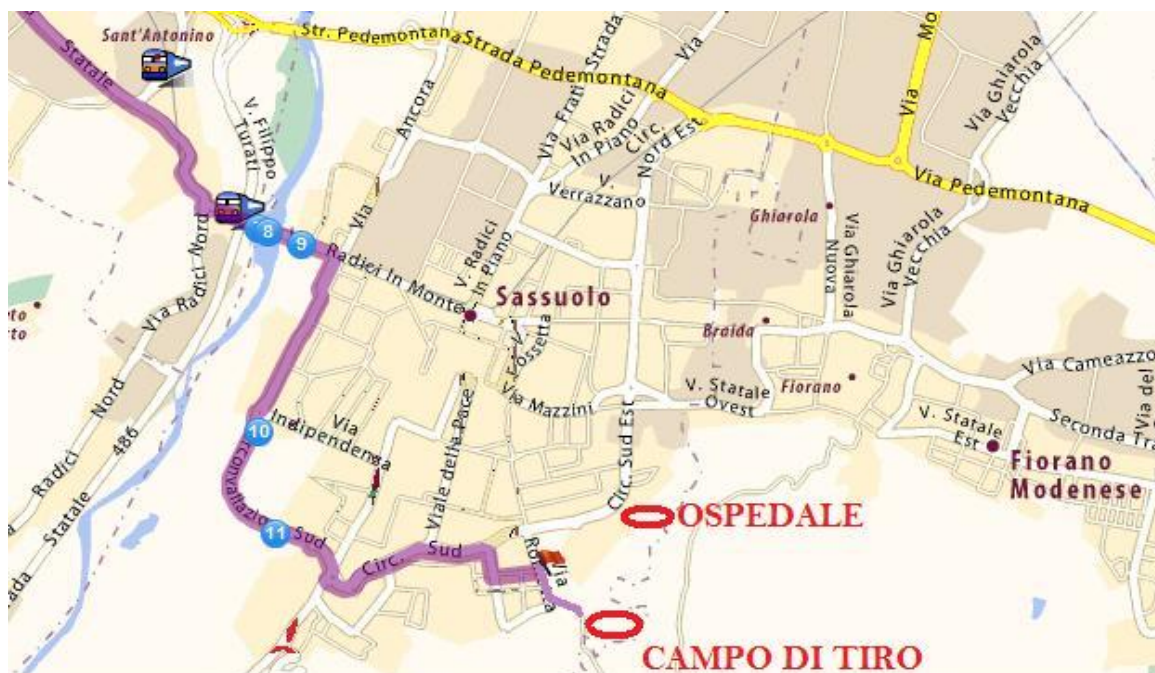 Statale
Sant'Antonino
Str. Pedemontana
Strada Pedemontana
V. Filippo
Turati
Ancora
Via
Via Frati Strada
Via Radici
In Piano
V. Circ.
Nord Est
Verrazzano
Via
Via Ghiarola
Vecchia
Via Pedemontana
Ghiarola
Via Ghiarola
Nuova
Via Ghiarola
Vecchia
Via Radici Nord
8
9
Radici In Monte
V. Radici
In Piano
Sassuolo
V.
Fossetta
Braida
Fiorano
Via Cameazzo
Via del
Seconda Tra
V. Statale
Ovest
Via Mazzini
V. Statale
Est
Fiorano
Modenese
10
Via
Indipendenza
Viale della Pace
Circ. Sud Est
Radici Nord
Statale 486
Sud
11
Circ. Sud
Via
OSPEDALE
CAMPO DI TIRO